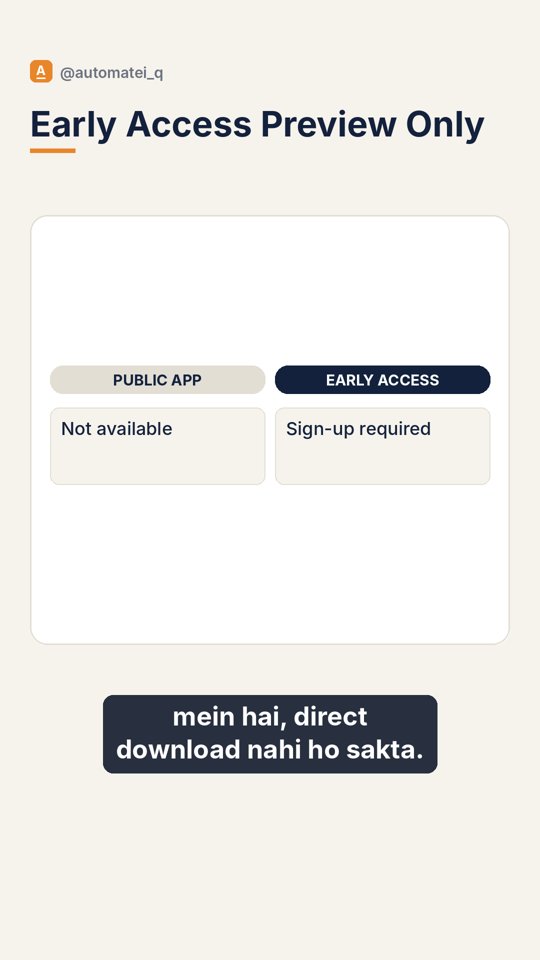 A
@automatei_q
Early Access Preview Only
PUBLIC APP
EARLY ACCESS
Not available
Sign-up required
mein hai, direct
download nahi ho sakta.